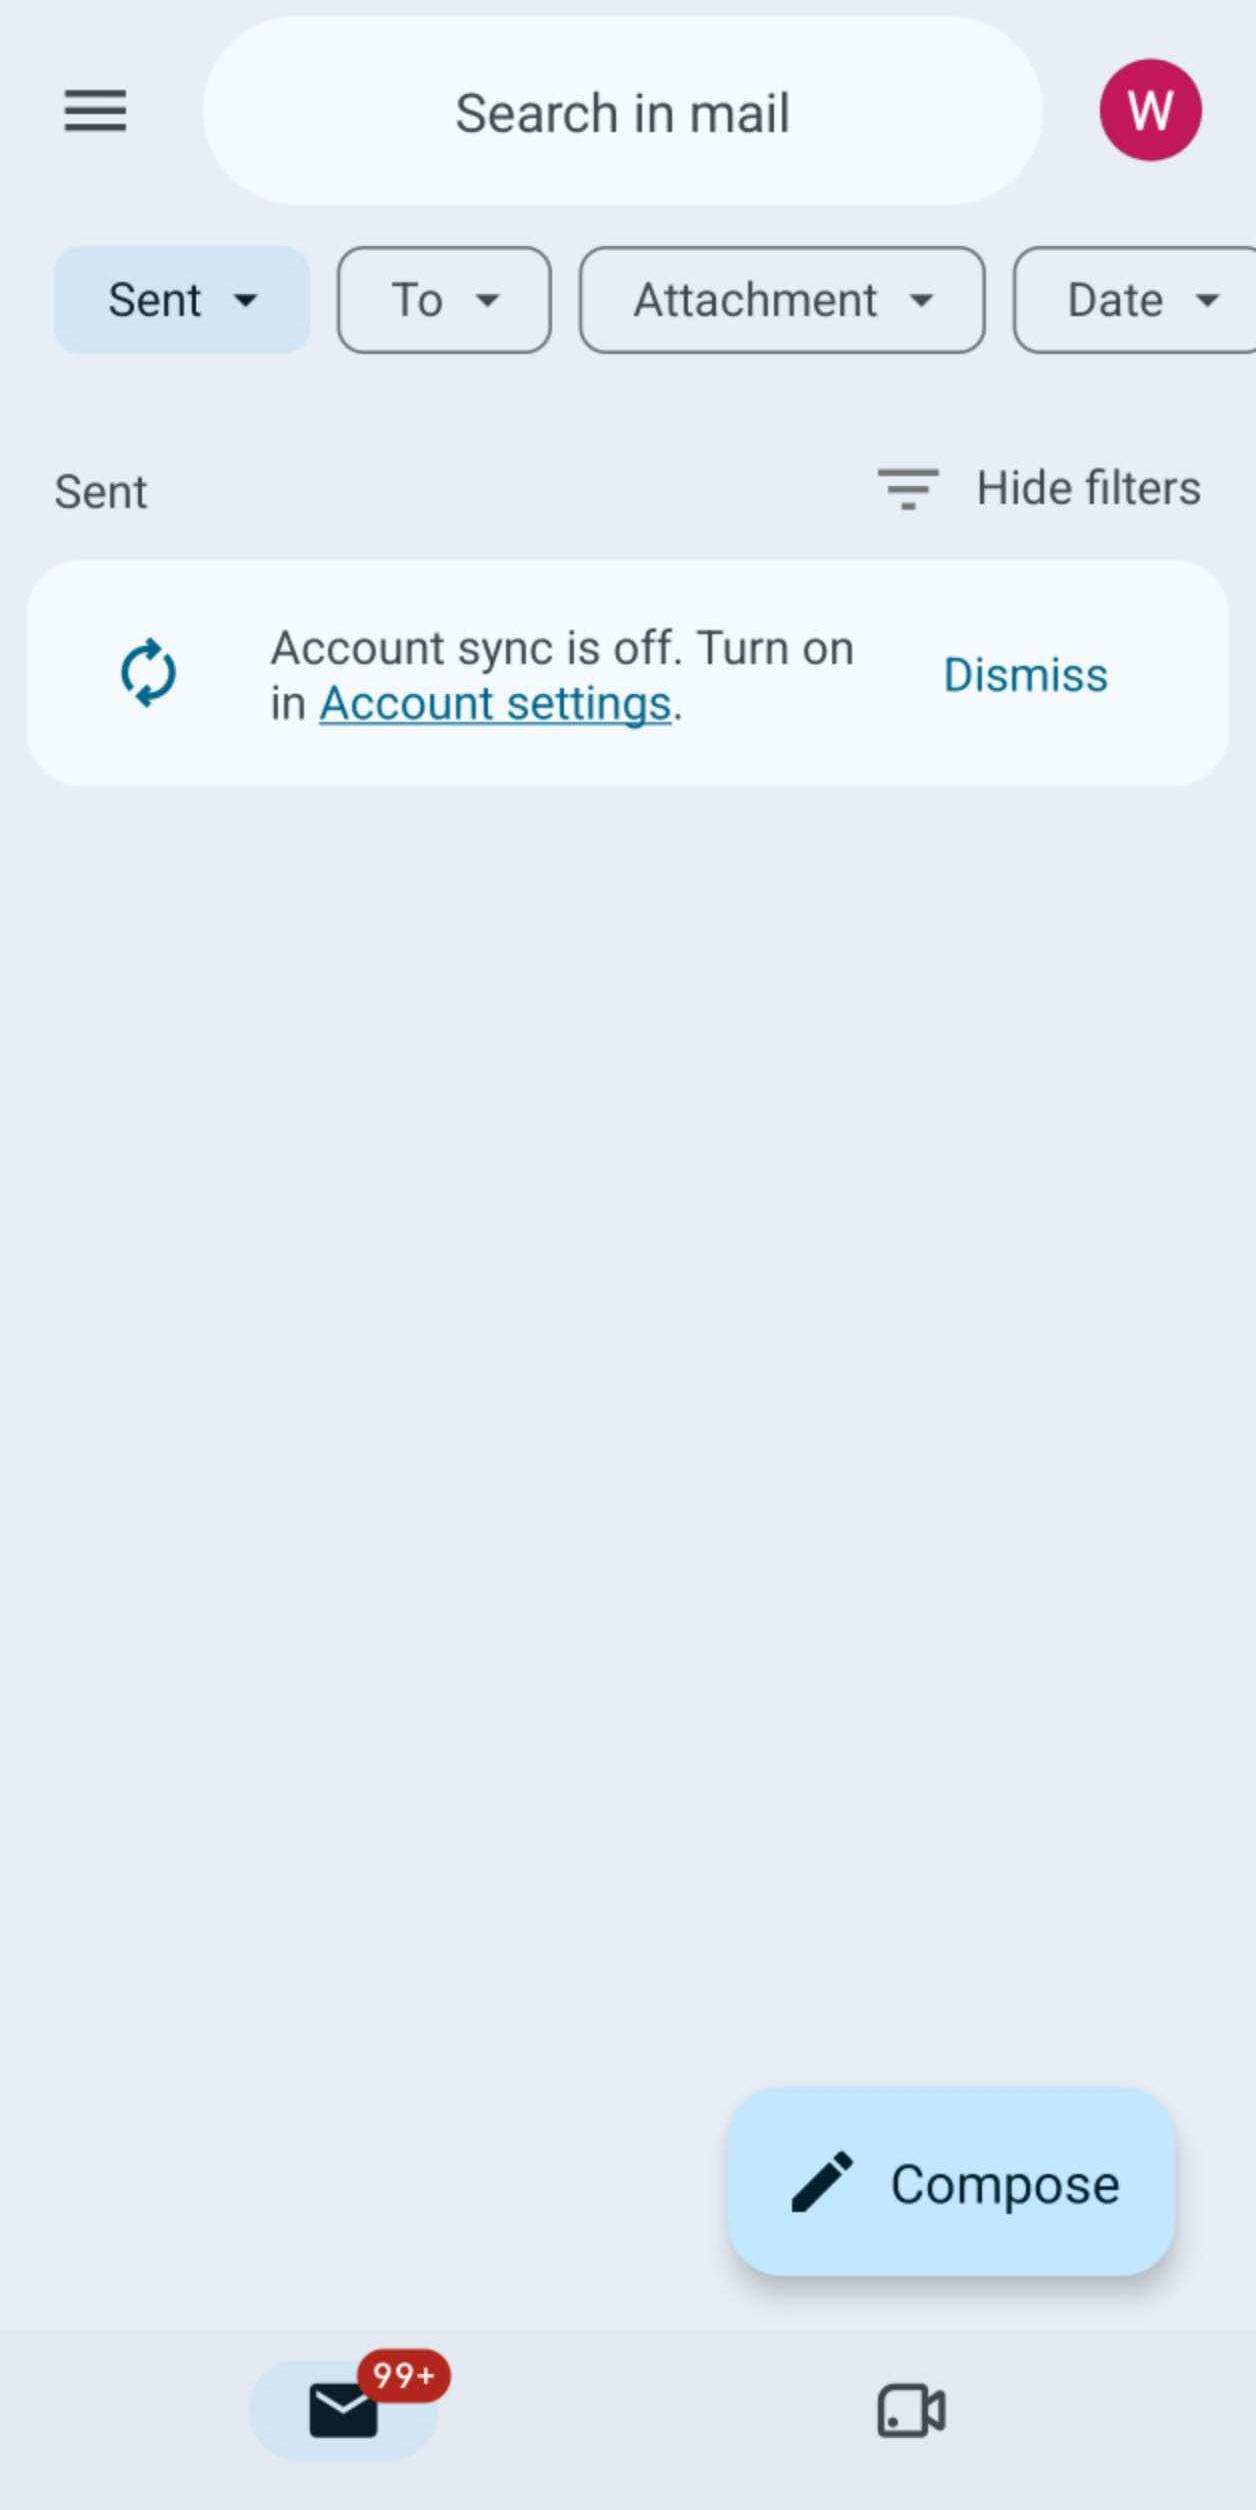 Search in mail
W
Sent
To
Attachment
Date
Sent
Hide filters
Account sync is off. Turn on
in Account settings.
Dismiss
Compose
99+